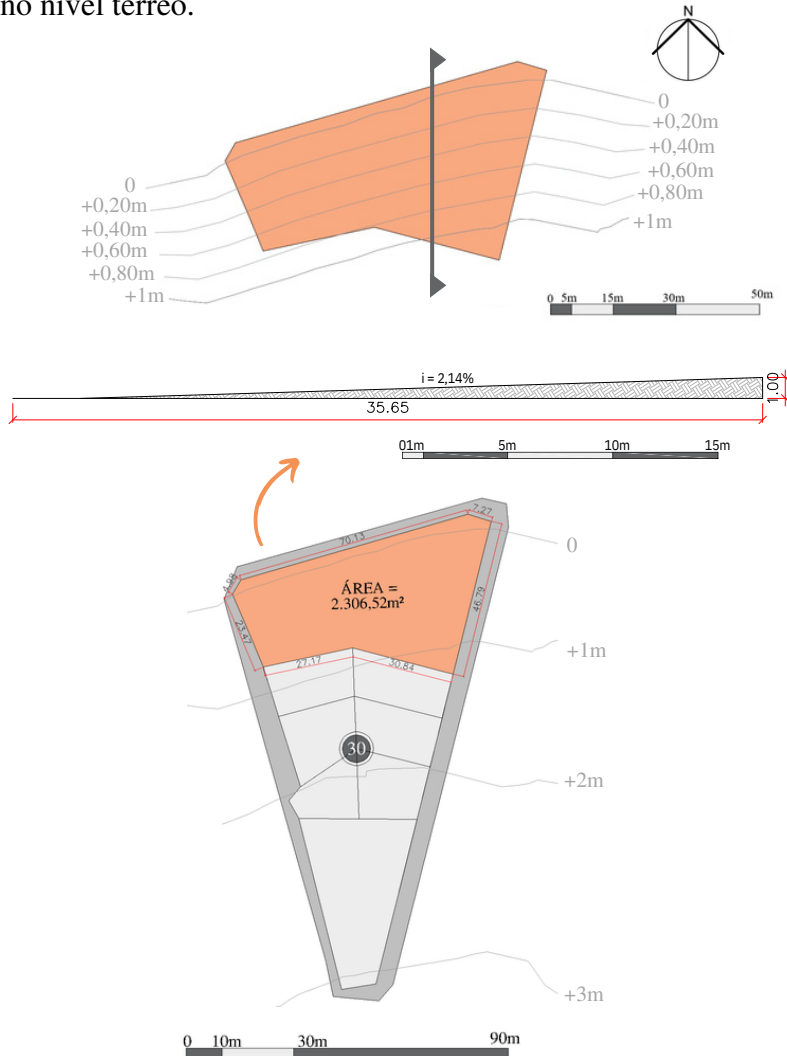 no nível térreo.
N
0
+0,20m
+0,40m
+0,60m
+0,80m
+1m
0
+0,20m
+0,40m
+0,60m
+0,80m
+1m
0 5m 15m 30m 50m
i = 2,14%
1.00
35.65
01m 5m 10m 15m
7,27
70,13
0
4,98
ÁREA =
2.306,52m²
46,79
23,47
27,17
30,84
+1m
30
+2m
+3m
0 10m 30m 90m